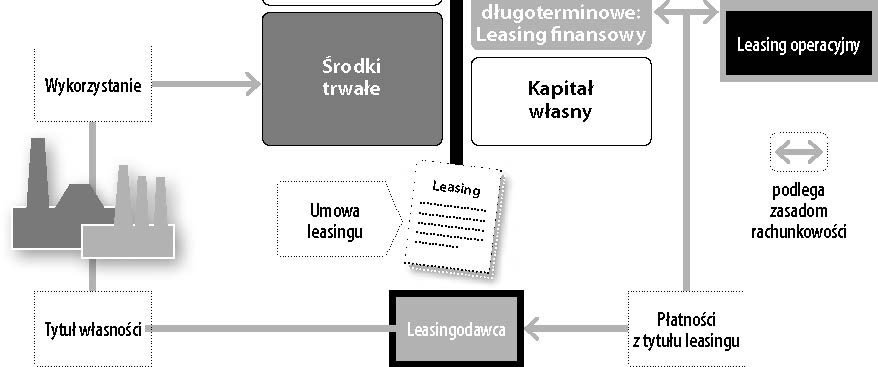 długoterminowe:
Leasing finansowy
Leasing operacyjny
Środki
trwałe
Wykorzystanie
Kapitał
własny
Leasing
Umowa
leasingu
podlega
zasadom
rachunkowości
Tytuł własności
Leasingodawca
Płatności
z tytułu leasingu